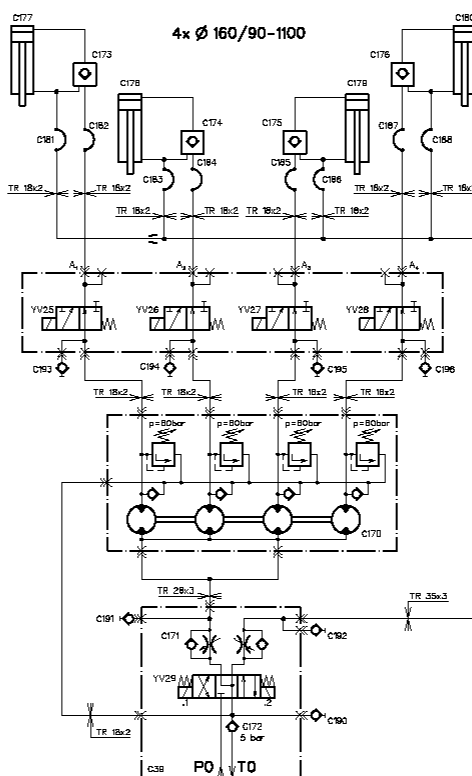 C177
4x Ø 160/90-1100
C180
C173
C176
C178
C179
C174
C175
C181
C182
C187
C188
C183
C184
C185
C186
TR 18x2
TR 18x2
TR 18x2
TR 18x2
TR 18x2
TR 18x2
TR 18x2
A₁
A₂
A₃
A₄
YV25
YV26
YV27
YV28
C193
C194
C195
C196
TR 18x2
TR 18x2
TR 18x2
TR 18x2
p=80bar
p=80bar
p=80bar
p=80bar
C170
TR 28x3
TR 35x3
C191
C171
C192
YV29
.1
.2
C172
5 bar
C190
TR 18x2
C39
P0
T0